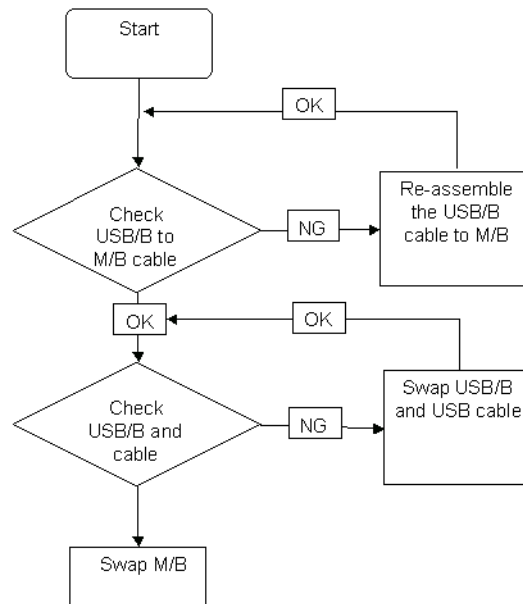 Start
OK
Check
USB/B to
M/B cable
NG
Re-assemble
the USB/B
cable to M/B
OK
OK
Check
USB/B and
cable
NG
Swap USB/B
and USB cable
Swap M/B